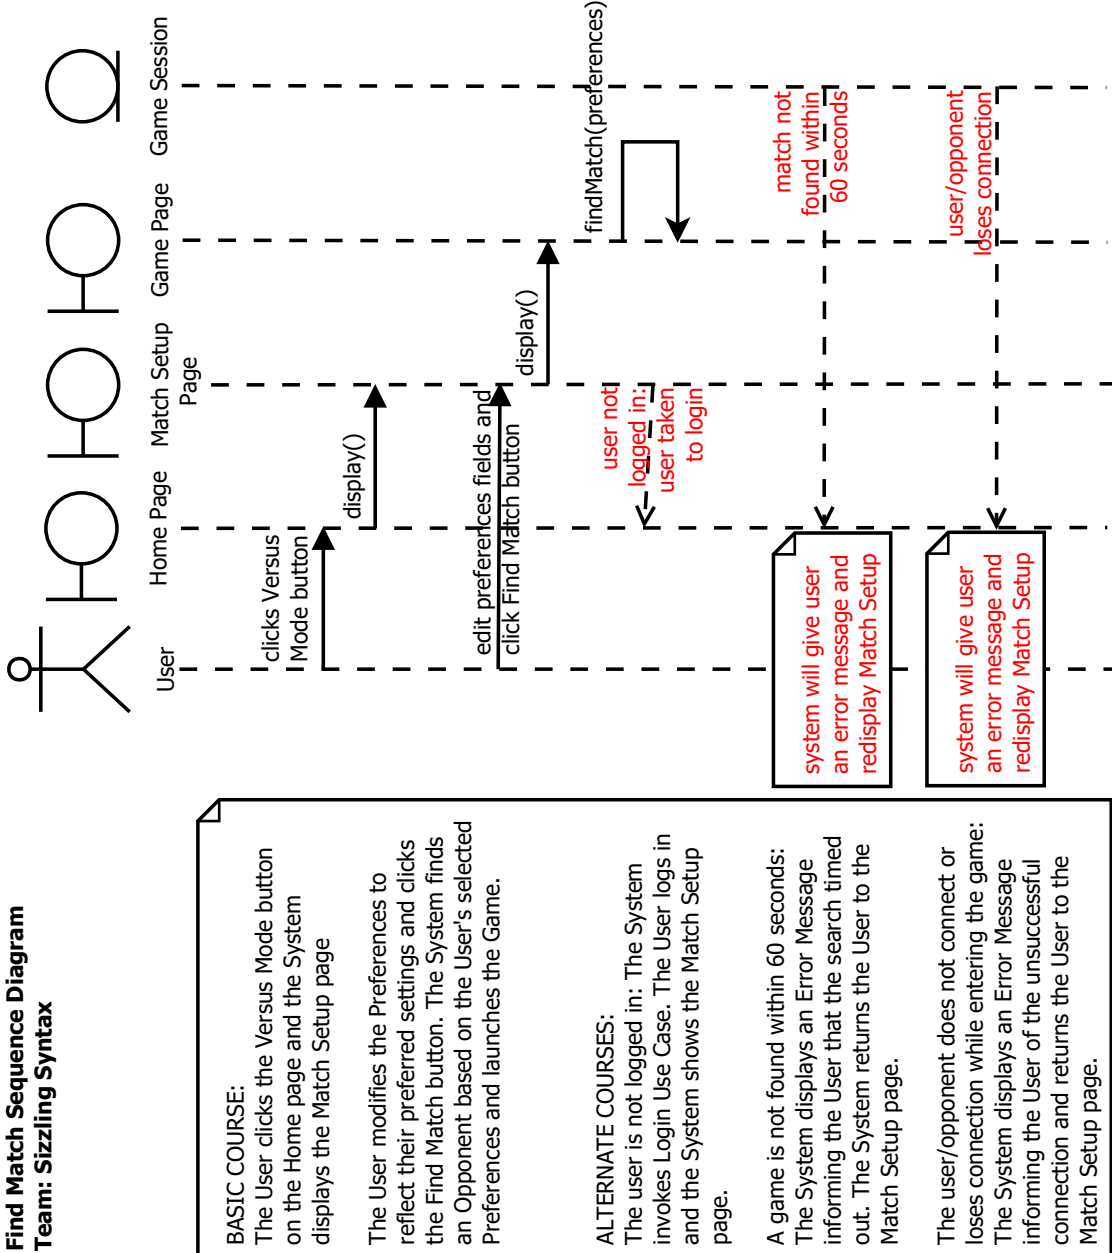 Find Match Sequence Diagram
Team: Sizzling Syntax
BASIC COURSE:
The User clicks the Versus Mode button
on the Home page and the System
displays the Match Setup page
The User modifies the Preferences to
reflect their preferred settings and clicks
the Find Match button. The System finds
an Opponent based on the User's selected
Preferences and launches the Game.
ALTERNATE COURSES:
The user is not logged in: The System
invokes Login Use Case. The User logs in
and the System shows the Match Setup
page.
A game is not found within 60 seconds:
The System displays an Error Message
informing the User that the search timed
out. The System returns the User to the
Match Setup page.
The user/opponent does not connect or
loses connection while entering the game:
The System displays an Error Message
informing the User of the unsuccessful
connection and returns the User to the
Match Setup page.
User
Home Page
Match Setup
Page
Game Page
Game Session
clicks Versus
Mode button
display()
edit preferences fields and
click Find Match button
display()
findMatch(preferences)
user not
logged in:
user taken
to login
match not
found within
60 seconds
system will give user
an error message and
redisplay Match Setup
user/opponent
loses connection
system will give user
an error message and
redisplay Match Setup